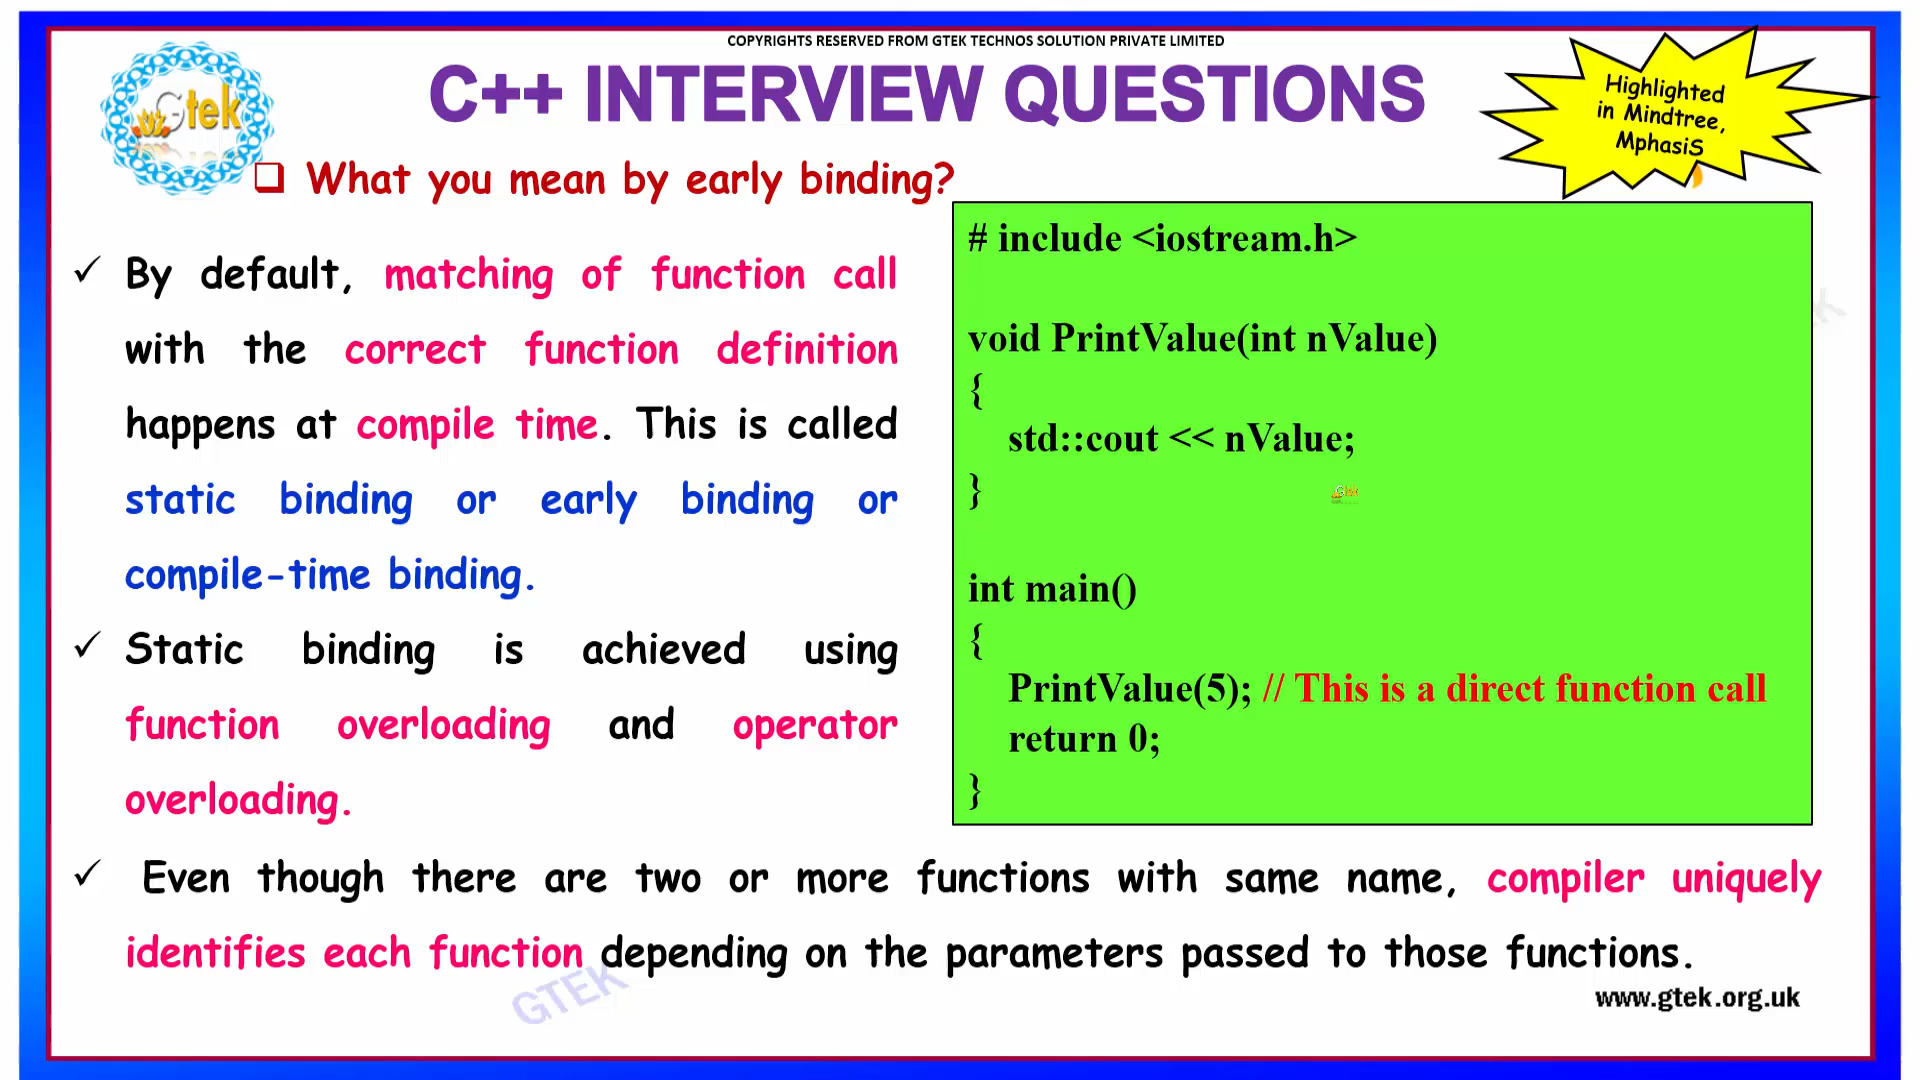 COPYRIGHTS RESERVED FROM GTEK TECHNOS SOLUTION PRIVATE LIMITED
Gtek
C++ INTERVIEW QUESTIONS
Highlighted
in Mindtree,
MphasiS
What you mean by early binding?
By default, matching of function call
with the correct function definition
happens at compile time. This is called
static binding or early binding or
compile-time binding.
Static binding is achieved using
function overloading and operator
overloading.
# include <iostream.h>
void PrintValue(int nValue)
{
std::cout << nValue;
}
Gtek
int main()
{
PrintValue(5); // This is a direct function call
return 0;
}
Even though there are two or more functions with same name, compiler uniquely
identifies each function depending on the parameters passed to those functions.
GTEK
www.gtek.org.uk